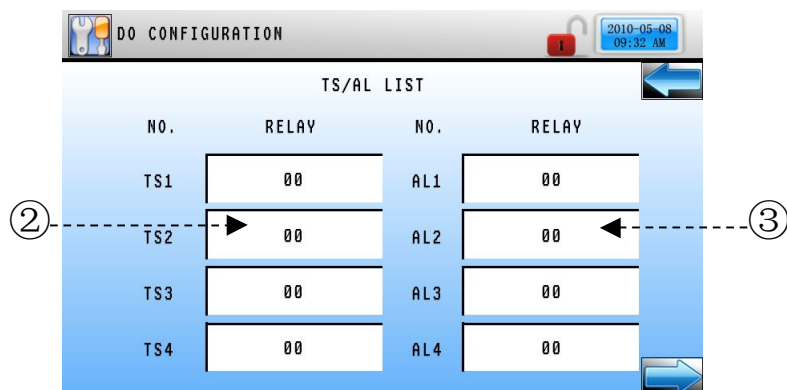 DO CONFIGURATION
1
2010-05-08
09:32 AM
TS/AL LIST
NO. RELAY NO. RELAY
TS1 00 AL1 00
② TS2 00 AL2 00 ③
TS3 00 AL3 00
TS4 00 AL4 00